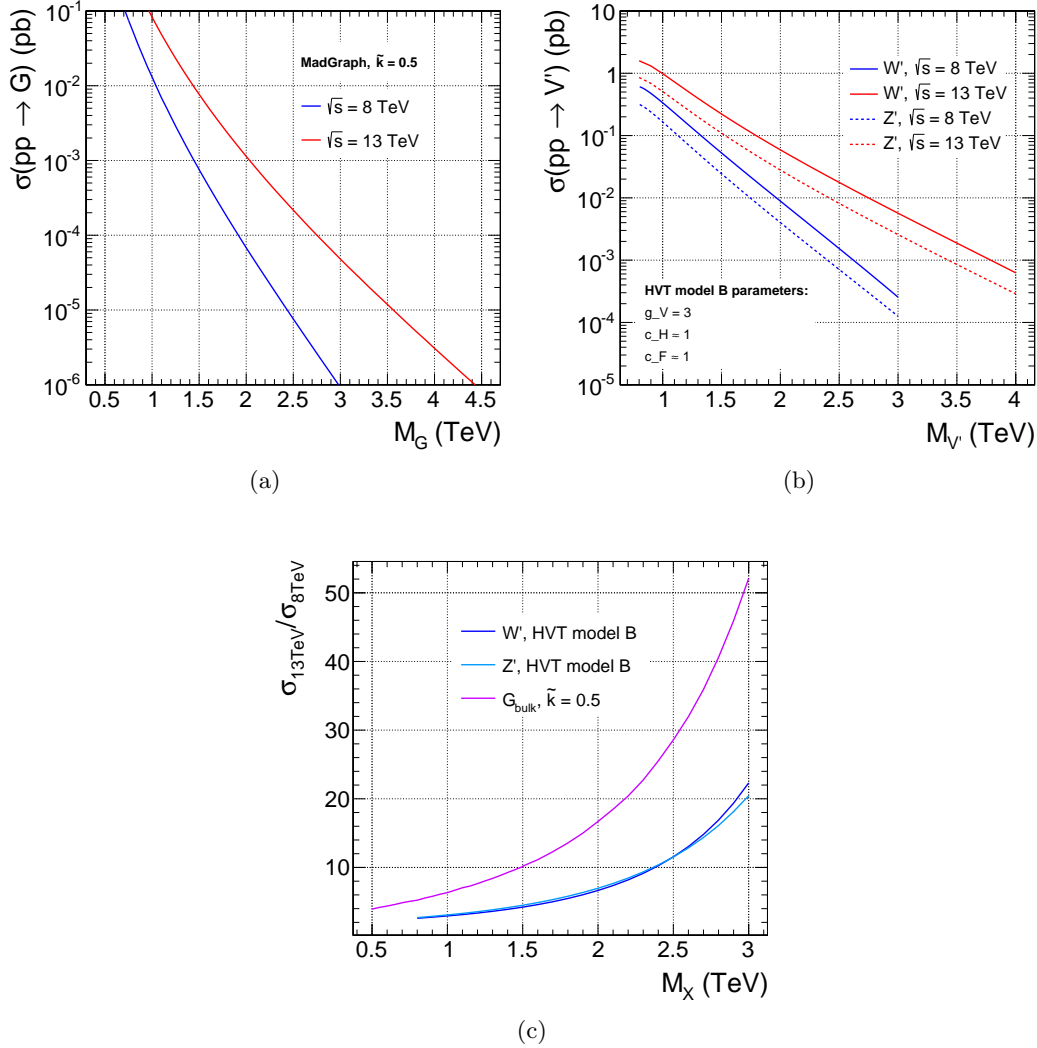 σ(pp → G) (pb)
10⁻¹
10⁻²
10⁻³
10⁻⁴
10⁻⁵
10⁻⁶
MadGraph, k̃ = 0.5
√s = 8 TeV
√s = 13 TeV
0.5 1 1.5 2 2.5 3 3.5 4 4.5
M_G (TeV)
(a)
σ(pp → V') (pb)
10
1
10⁻¹
10⁻²
10⁻³
10⁻⁴
10⁻⁵
W', √s = 8 TeV
W', √s = 13 TeV
Z', √s = 8 TeV
Z', √s = 13 TeV
HVT model B parameters:
g_V = 3
c_H ≃ 1
c_F ≃ 1
1 1.5 2 2.5 3 3.5 4
M_V' (TeV)
(b)
σ_13TeV/σ_8TeV
50
40
30
20
10
W', HVT model B
Z', HVT model B
G_bulk, k̃ = 0.5
0.5 1 1.5 2 2.5 3
M_X (TeV)
(c)